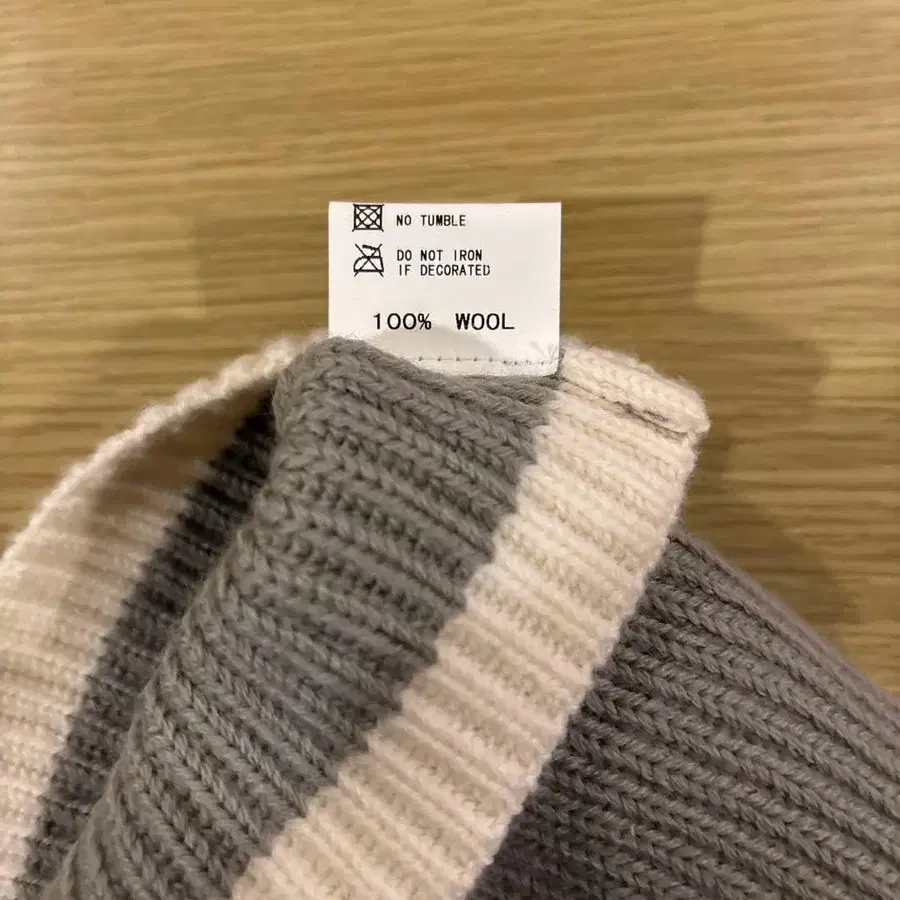 NO TUMBLE
DO NOT IRON
IF DECORATED
100% WOOL